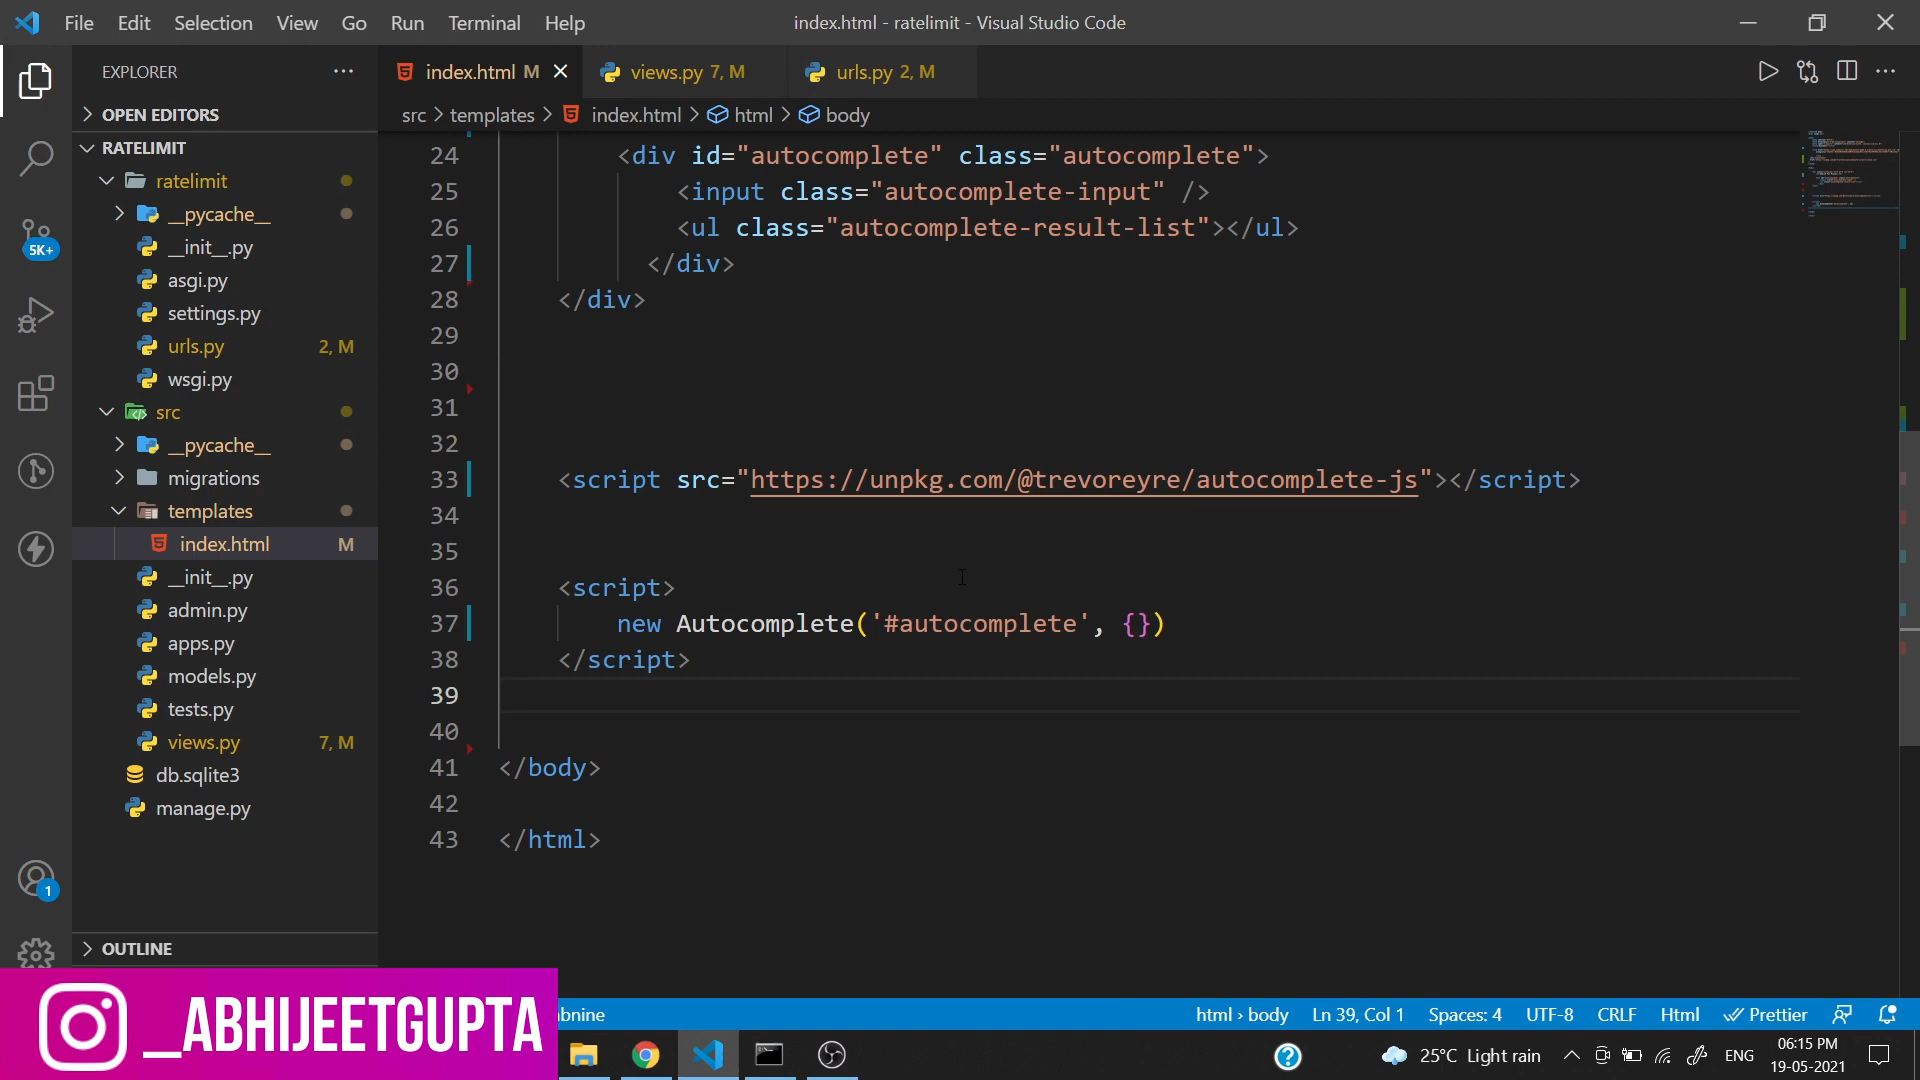 File Edit Selection View Go Run Terminal Help
index.html - ratelimit - Visual Studio Code
EXPLORER
index.html M
views.py 7, M
urls.py 2, M
OPEN EDITORS
src > templates > index.html > html > body
RATELIMIT
ratelimit
__pycache__
__init__.py
asgi.py
settings.py
urls.py 2, M
wsgi.py
src
__pycache__
migrations
templates
index.html M
__init__.py
admin.py
apps.py
models.py
tests.py
views.py 7, M
db.sqlite3
manage.py
OUTLINE
5K+
1
24 <div id="autocomplete" class="autocomplete">
25 <input class="autocomplete-input" />
26 <ul class="autocomplete-result-list"></ul>
27 </div>
28 </div>
29
30
31
32
33 <script src="https://unpkg.com/@trevoreyre/autocomplete-js"></script>
34
35
36 <script>
37 new Autocomplete('#autocomplete', {})
38 </script>
39
40
41 </body>
42
43 </html>
_ABHIJEETGUPTA
html › body Ln 39, Col 1 Spaces: 4 UTF-8 CRLF Html Prettier
25°C Light rain
ENG
06:15 PM
19-05-2021